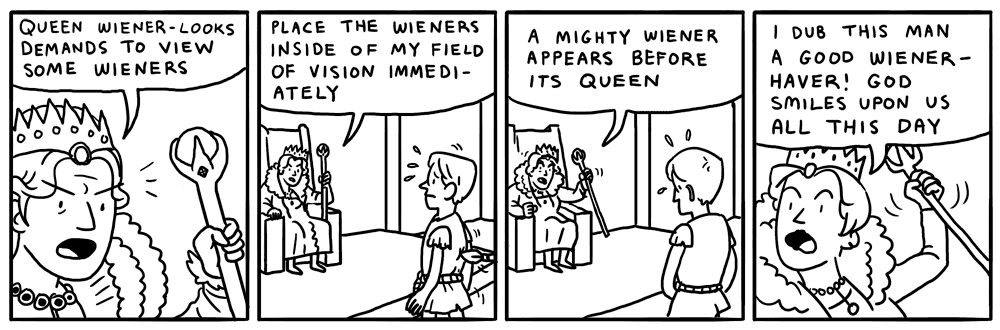 QUEEN WIENER-LOOKS
DEMANDS TO VIEW
SOME WIENERS
PLACE THE WIENERS
INSIDE OF MY FIELD
OF VISION IMMEDI-
ATELY
A MIGHTY WIENER
APPEARS BEFORE
ITS QUEEN
I DUB THIS MAN
A GOOD WIENER-
HAVER! GOD
SMILES UPON US
ALL THIS DAY